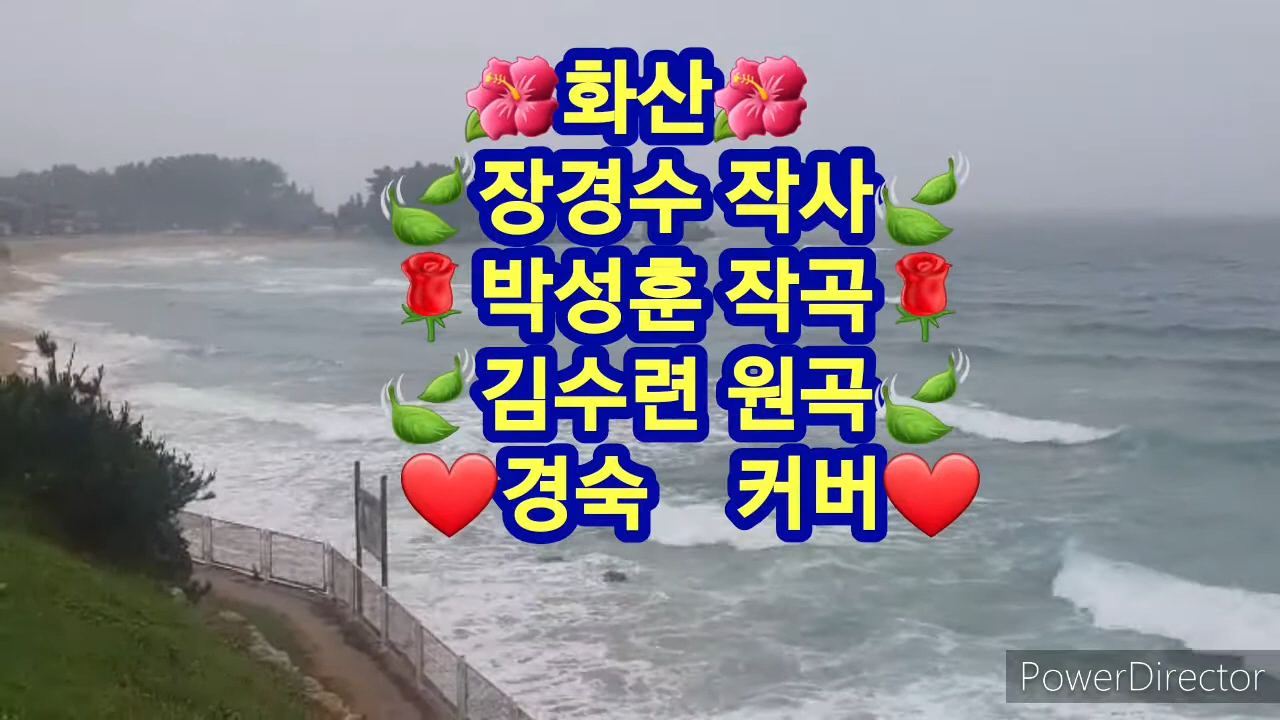 🌺화산🌺
🍃장경수 작사🍃
🌹박성훈 작곡🌹
🍃김수련 원곡🍃
❤️경숙 커버❤️
PowerDirector